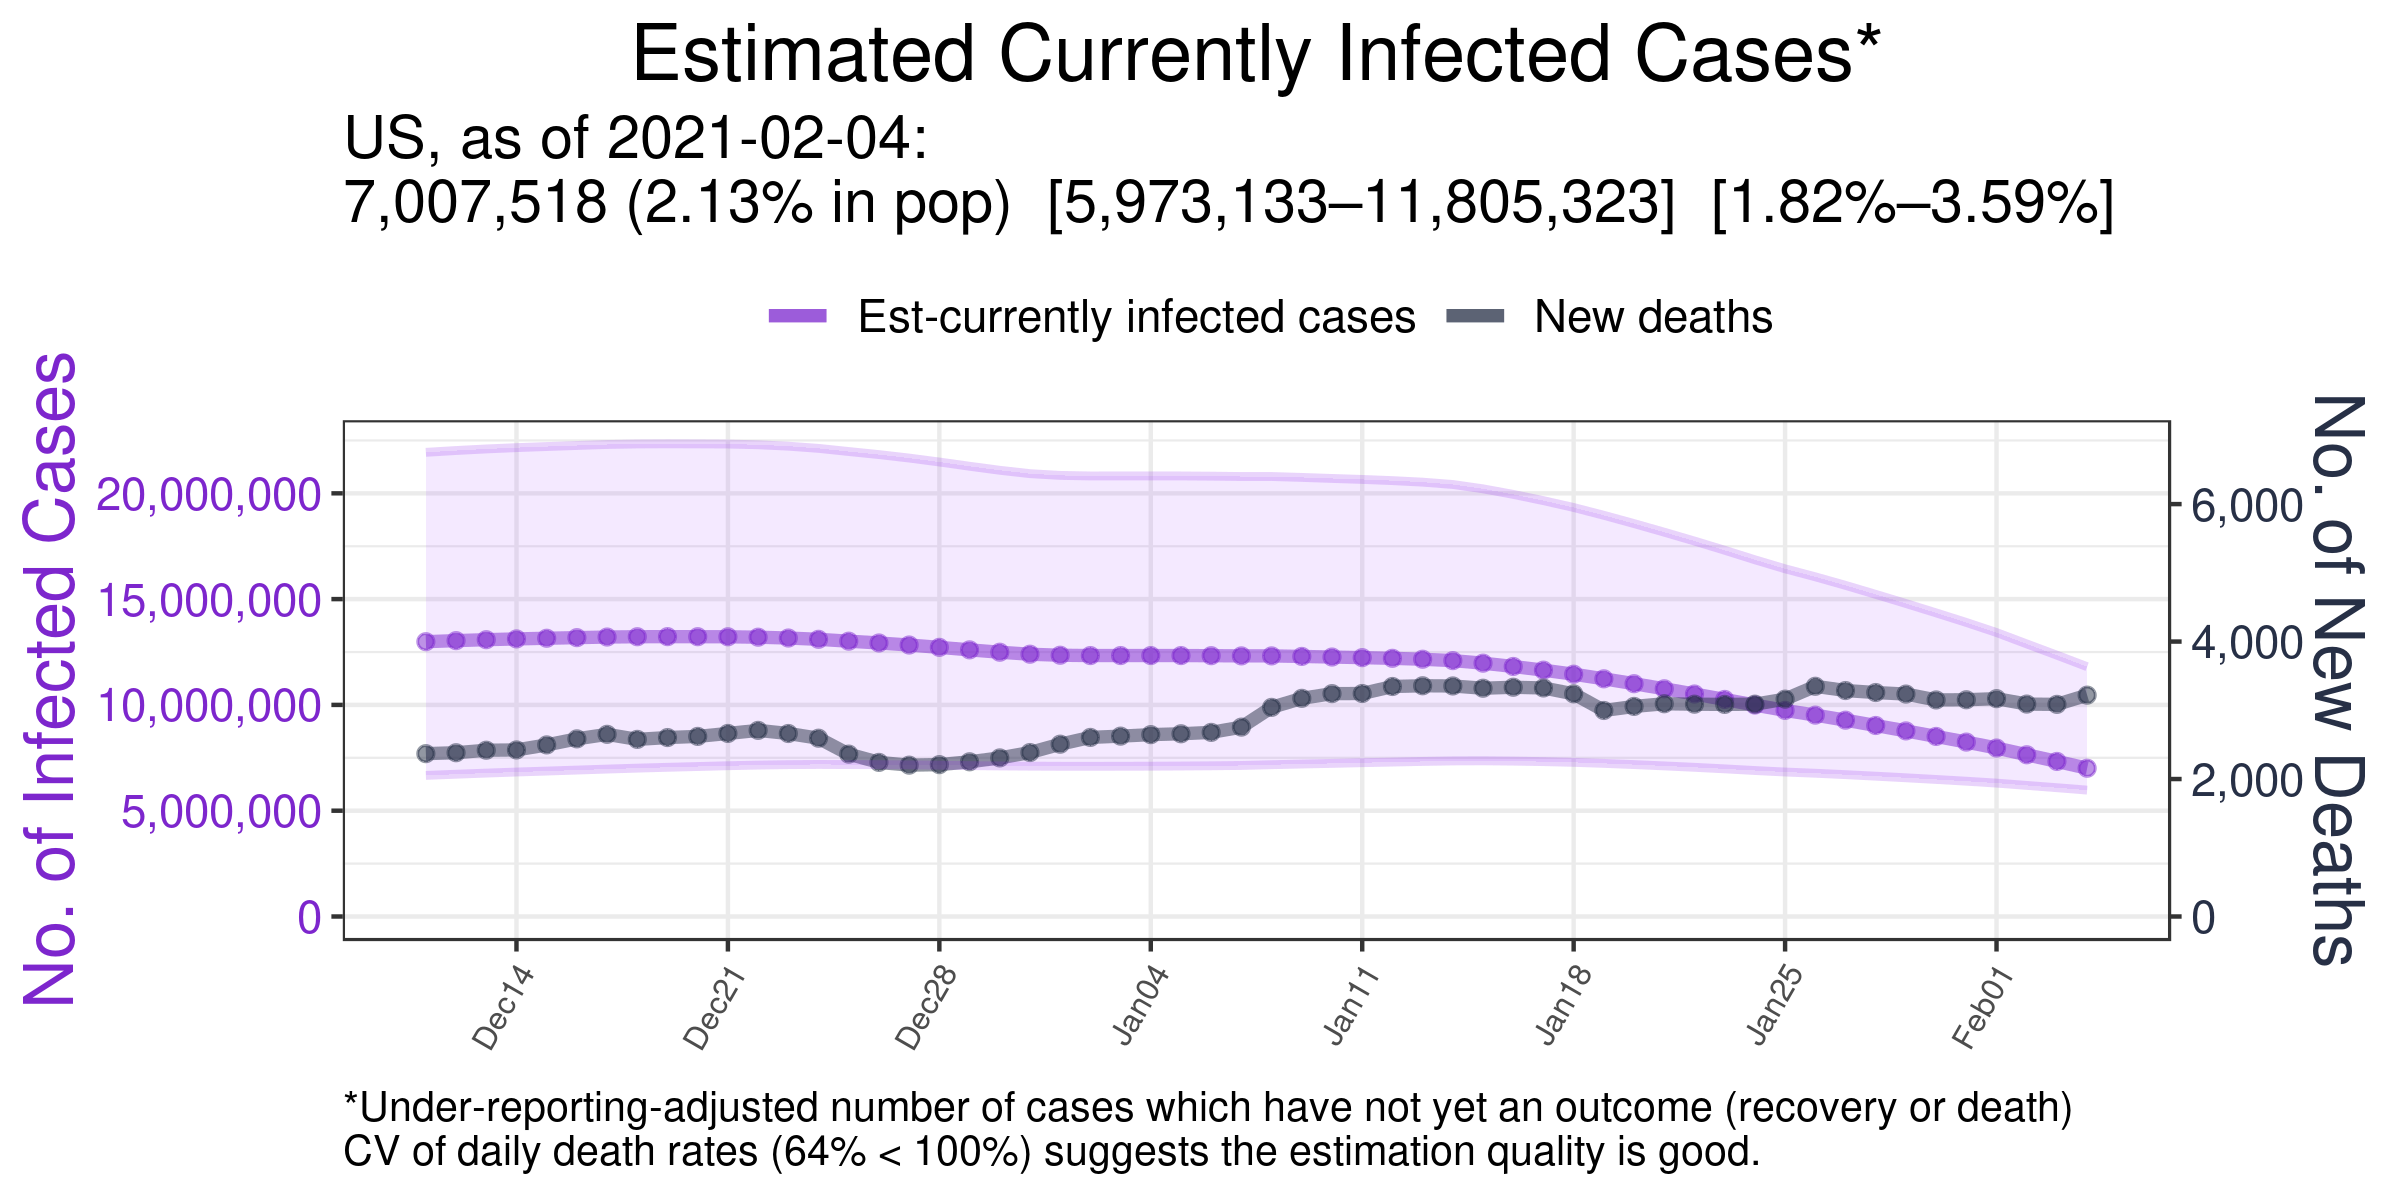 Estimated Currently Infected Cases*
US, as of 2021-02-04:
7,007,518 (2.13% in pop)  [5,973,133–11,805,323]  [1.82%–3.59%]
Est-currently infected cases
New deaths
No. of Infected Cases
20,000,000
15,000,000
10,000,000
5,000,000
0
6,000
4,000
2,000
0
No. of New Deaths
Dec14
Dec21
Dec28
Jan04
Jan11
Jan18
Jan25
Feb01
*Under-reporting-adjusted number of cases which have not yet an outcome (recovery or death)
CV of daily death rates (64% < 100%) suggests the estimation quality is good.